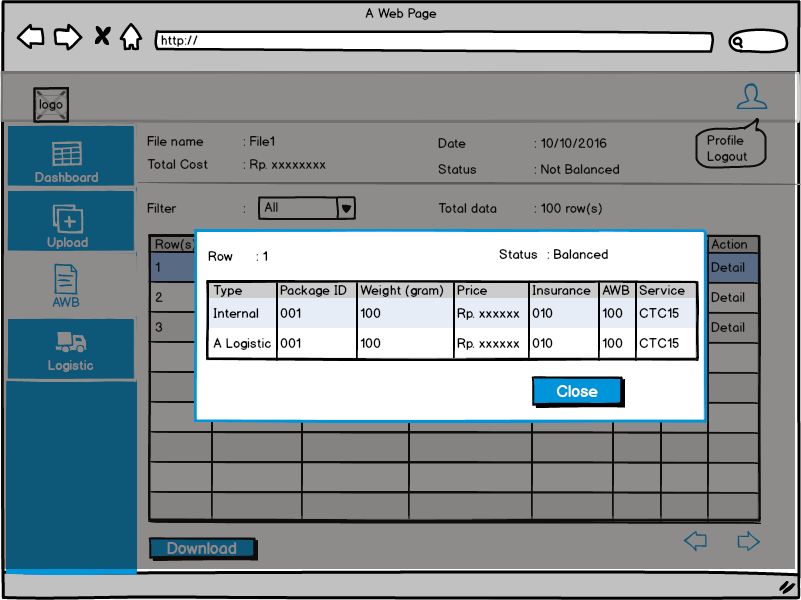 A Web Page
http://
logo
Profile
Logout
Dashboard
Upload
AWB
Logistic
File name : File1
Date : 10/10/2016
Total Cost : Rp. xxxxxxxx
Status : Not Balanced
Filter : All
Total data : 100 row(s)
Row(s) Action
1 Detail
2 Detail
3 Detail
Row : 1 Status : Balanced
Type Package ID Weight (gram) Price Insurance AWB Service
Internal 001 100 Rp. xxxxxx 010 100 CTC15
A Logistic 001 100 Rp. xxxxxx 010 100 CTC15
Close
Download